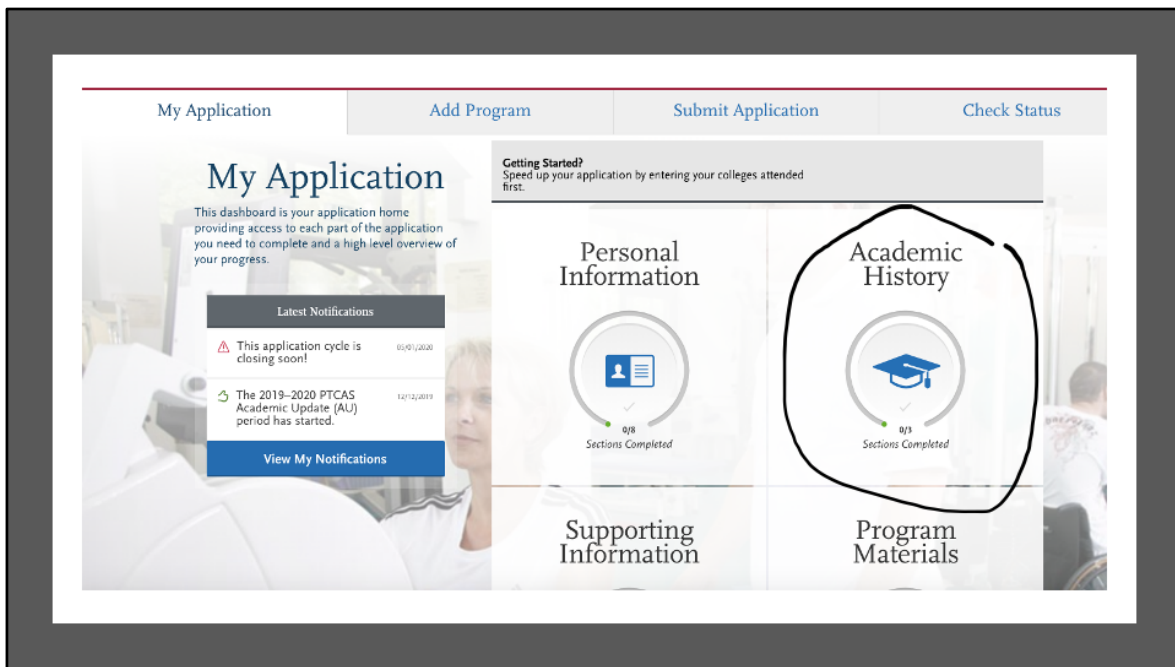 My Application
Add Program
Submit Application
Check Status
My Application
This dashboard is your application home
providing access to each part of the application
you need to complete and a high level overview of
your progress.
Latest Notifications
This application cycle is
closing soon!
05/01/2020
The 2019–2020 PTCAS
Academic Update (AU)
period has started.
12/12/2019
View My Notifications
Getting Started?
Speed up your application by entering your colleges attended
first.
Personal
Information
0/8
Sections Completed
Academic
History
0/3
Sections Completed
Supporting
Information
Program
Materials